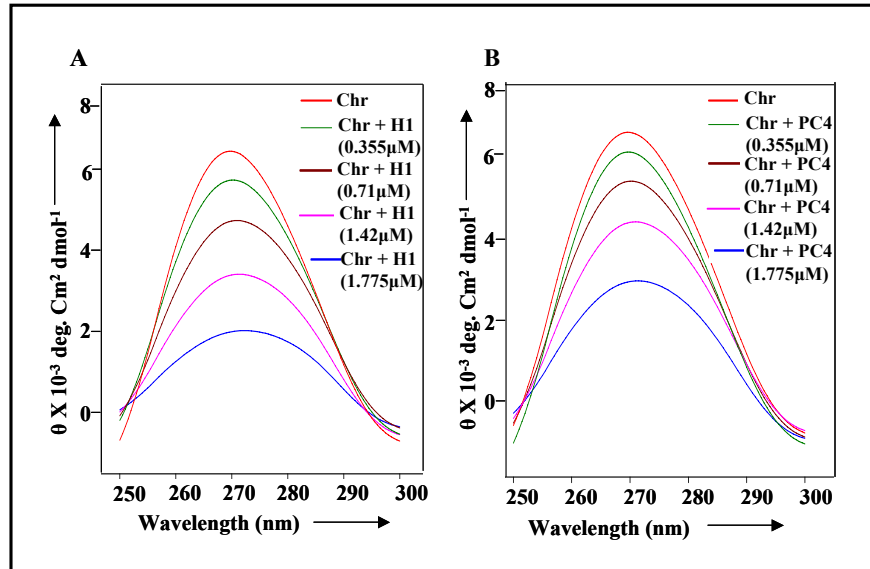 A
8
6
4
2
0
θ X 10⁻³ deg. Cm² dmol⁻¹
Chr
Chr + H1
(0.355μM)
Chr + H1
(0.71μM)
Chr + H1
(1.42μM)
Chr + H1
(1.775μM)
250 260 270 280 290 300
Wavelength (nm)
B
8
6
4
2
0
θ X 10⁻³ deg. Cm² dmol⁻¹
Chr
Chr + PC4
(0.355μM)
Chr + PC4
(0.71μM)
Chr + PC4
(1.42μM)
Chr + PC4
(1.775μM)
250 260 270 280 290 300
Wavelength (nm)